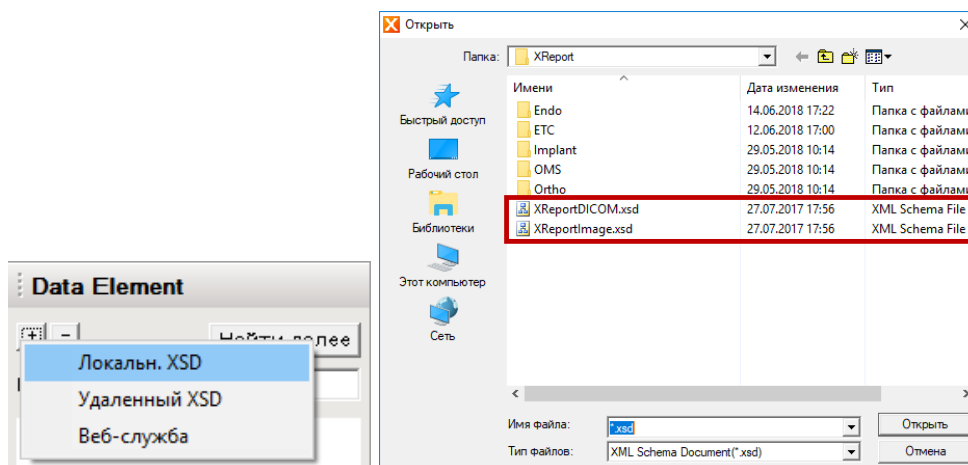 Data Element
+ -
Найти далее
Локальн. XSD
Удаленный XSD
Веб-служба
Открыть
Папка: XReport
Быстрый доступ
Рабочий стол
Библиотеки
Этот компьютер
Сеть
Имени Дата изменения Тип
Endo 14.06.2018 17:22 Папка с файлами
ETC 12.06.2018 17:00 Папка с файлами
Implant 29.05.2018 10:14 Папка с файлами
OMS 29.05.2018 10:14 Папка с файлами
Ortho 29.05.2018 10:14 Папка с файлами
XReportDICOM.xsd 27.07.2017 17:56 XML Schema File
XReportImage.xsd 27.07.2017 17:56 XML Schema File
Имя файла: *.xsd Открыть
Тип файлов: XML Schema Document(*.xsd) Отмена